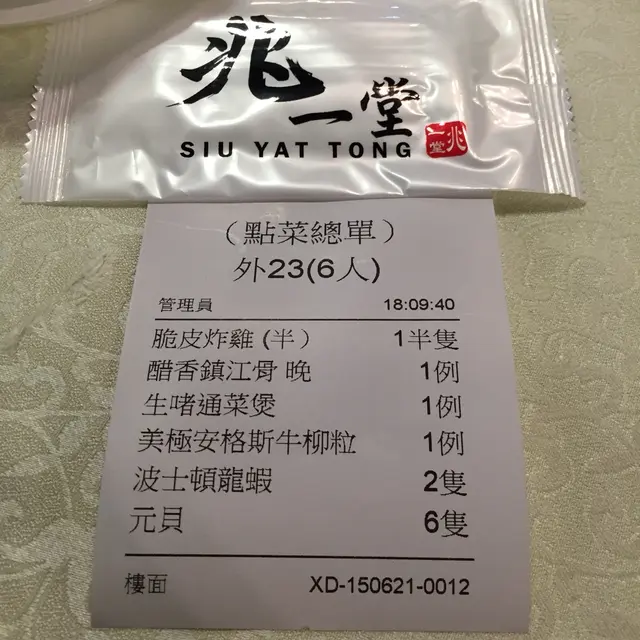 兆一堂
SIU YAT TONG
兆一堂
（點菜總單）
外23(6人)
管理員 18:09:40
脆皮炸雞 (半） 1半隻
醋香鎮江骨 晚 1例
生啫通菜煲 1例
美極安格斯牛柳粒 1例
波士頓龍蝦 2隻
元貝 6隻
樓面 XD-150621-0012